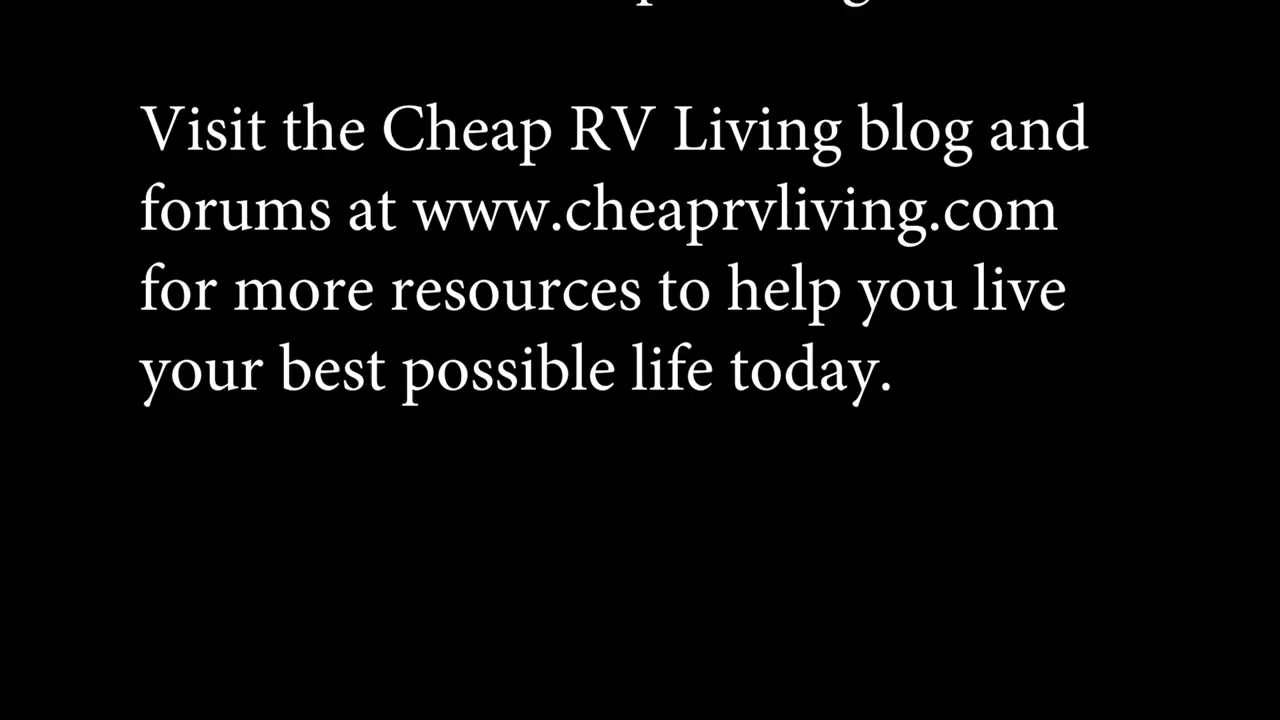 Visit the Cheap RV Living blog and
forums at www.cheaprvliving.com
for more resources to help you live
your best possible life today.